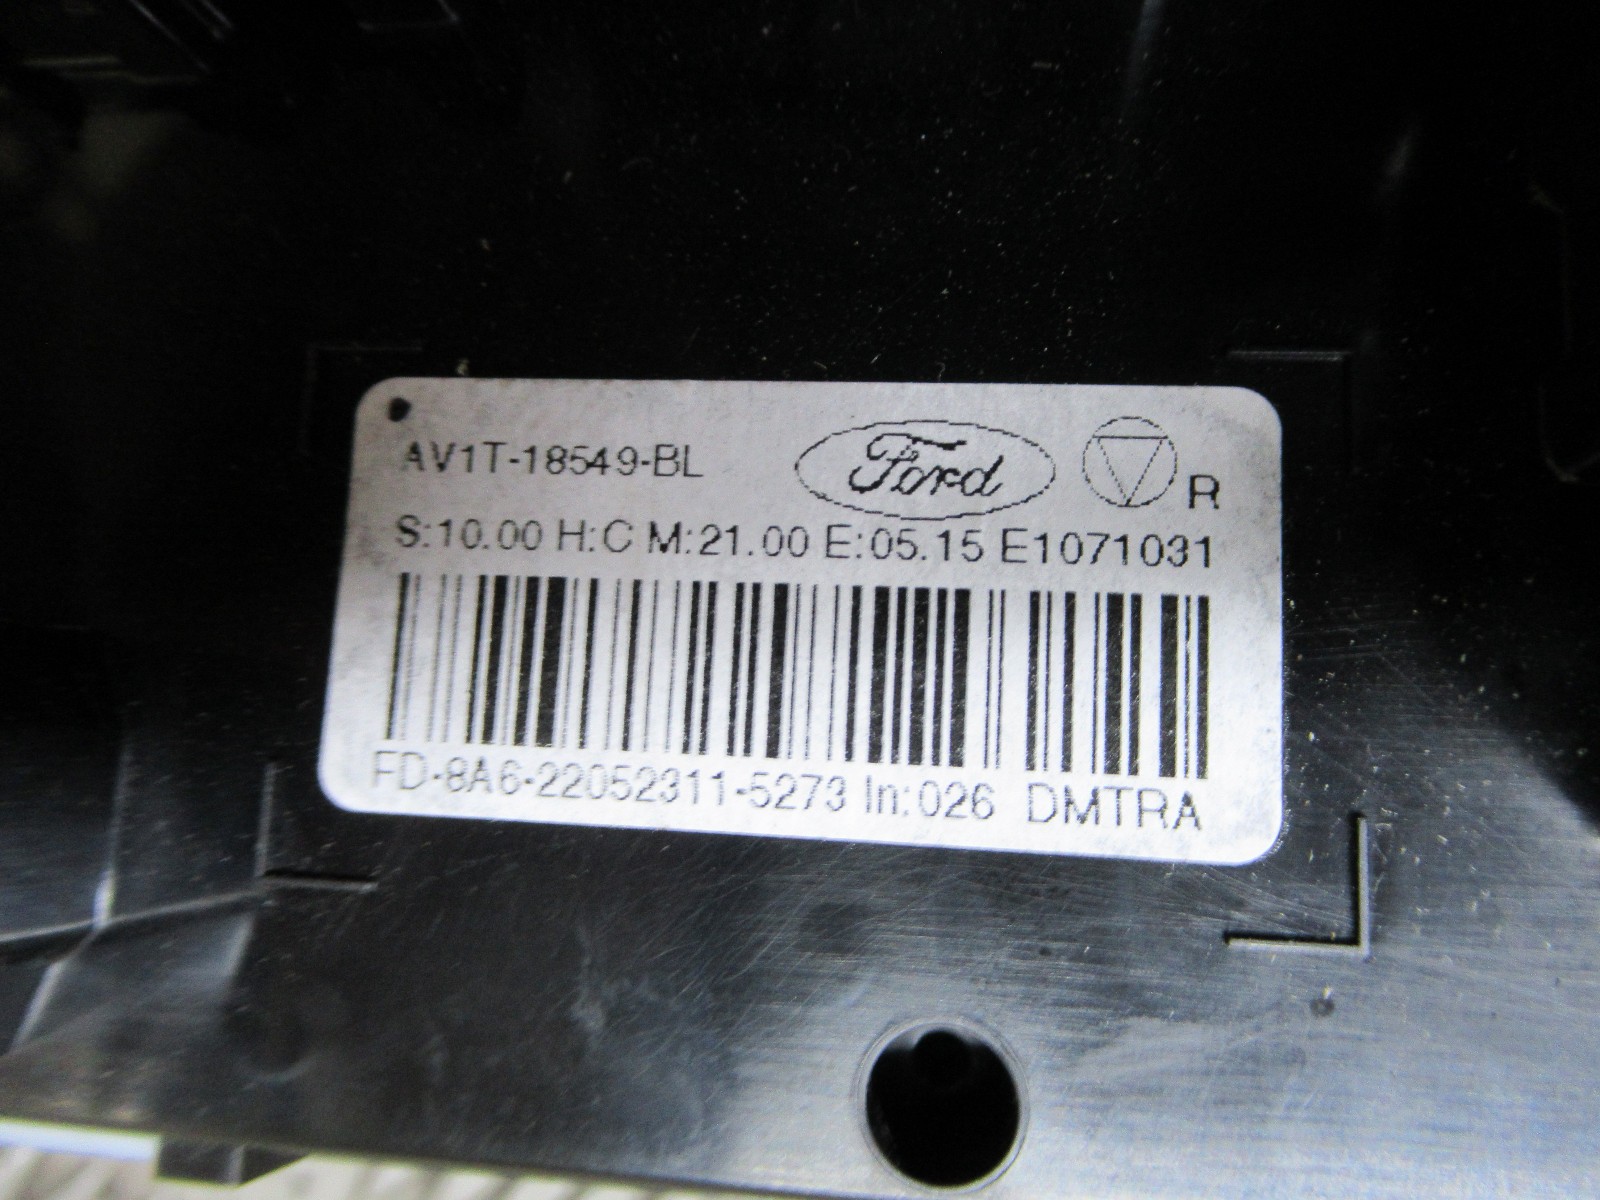 AV1T-18549-BL Ford R
S:10.00 H:C M:21.00 E:05.15 E1071031
FD-8A6-22052311-5273 In:026 DMTRA